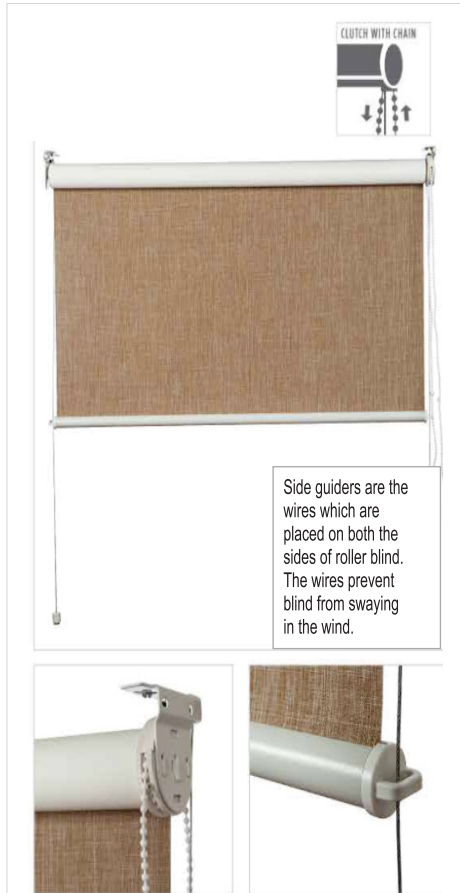 CLUTCH WITH CHAIN
Side guiders are the
wires which are
placed on both the
sides of roller blind.
The wires prevent
blind from swaying
in the wind.